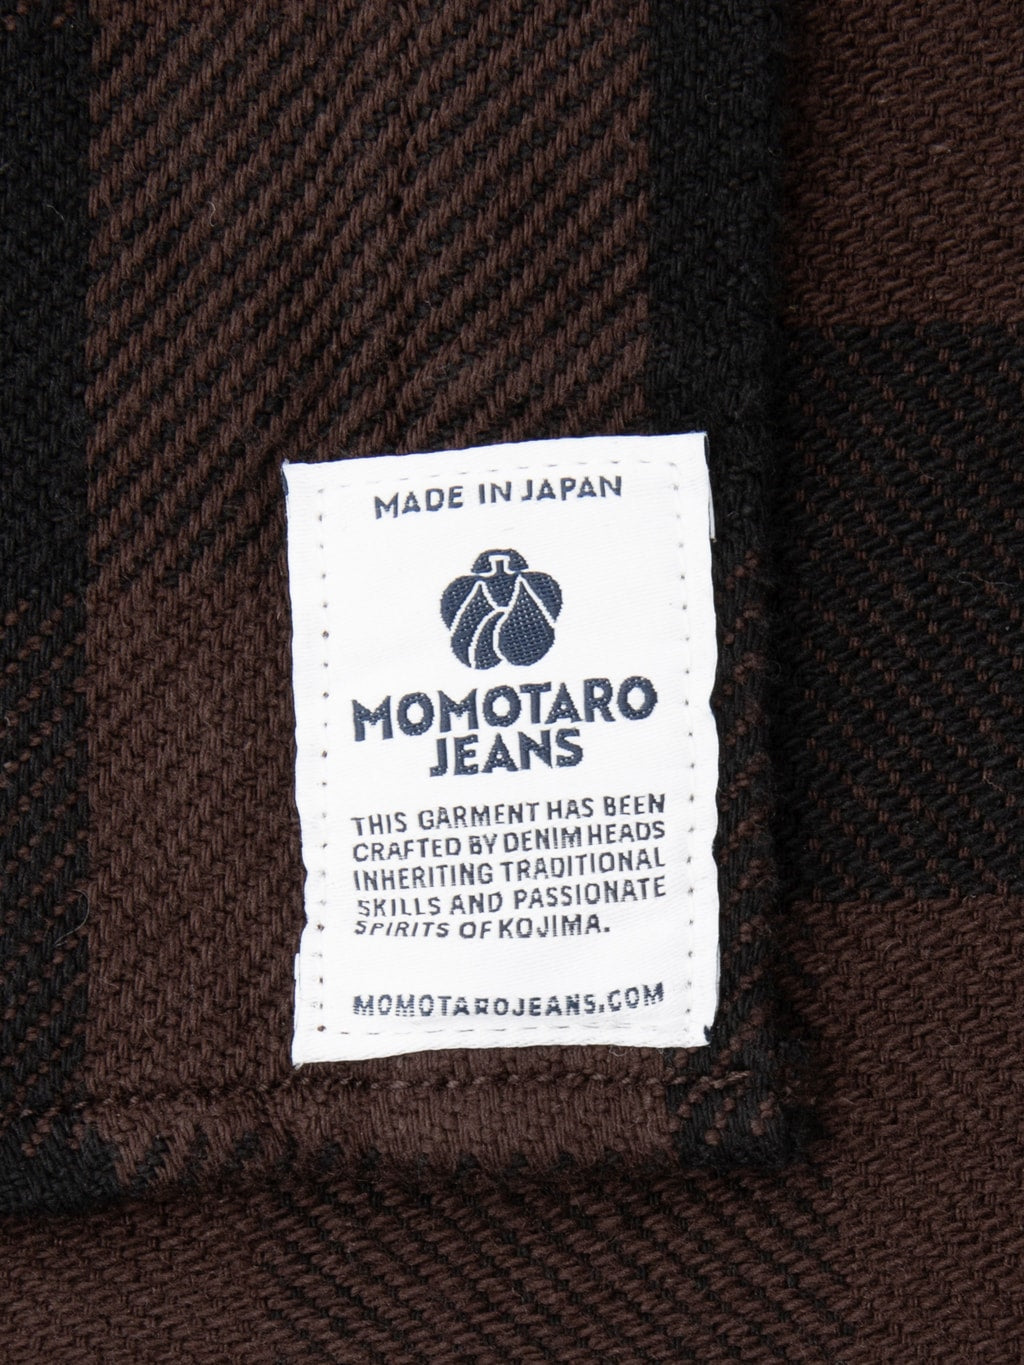 MADE IN JAPAN
MOMOTARO
JEANS
THIS GARMENT HAS BEEN
CRAFTED BY DENIM HEADS
INHERITING TRADITIONAL
SKILLS AND PASSIONATE
SPIRITS OF KOJIMA.
MOMOTAROJEANS.COM